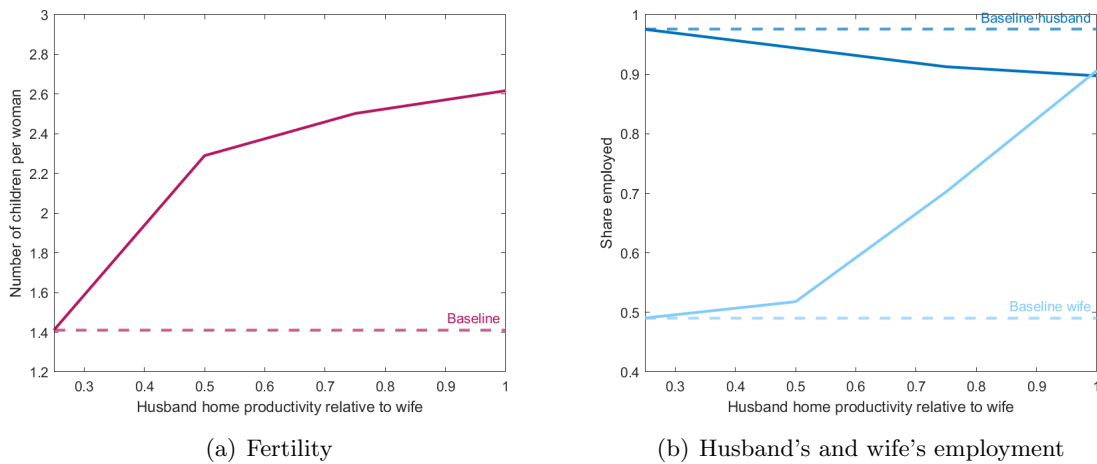 3
2.8
2.6
2.4
2.2
2
1.8
1.6
1.4
1.2
Number of children per woman
Baseline
0.3 0.4 0.5 0.6 0.7 0.8 0.9 1
Husband home productivity relative to wife
(a) Fertility
1
0.9
0.8
0.7
0.6
0.5
0.4
Share employed
Baseline husband
Baseline wife
0.3 0.4 0.5 0.6 0.7 0.8 0.9 1
Husband home productivity relative to wife
(b) Husband's and wife's employment